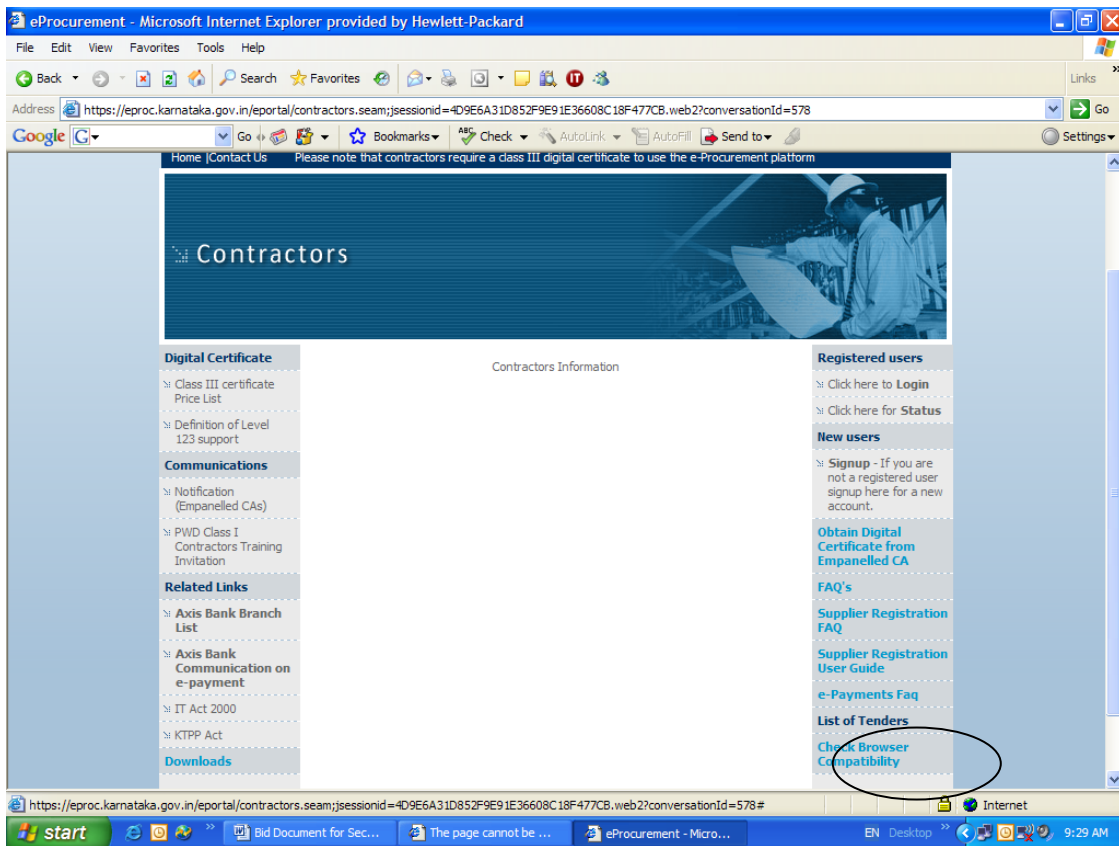 eProcurement - Microsoft Internet Explorer provided by Hewlett-Packard
File Edit View Favorites Tools Help
Back Search Favorites Links »
Address https://eproc.karnataka.gov.in/eportal/contractors.seam;jsessionid=4D9E6A31D852F9E91E36608C18F477CB.web2?conversationId=578 Go
Google G Go Bookmarks ABC Check AutoLink AutoFill Send to Settings
Home |Contact Us Please note that contractors require a class III digital certificate to use the e-Procurement platform
Contractors
Digital Certificate
Class III certificate
Price List
Definition of Level
123 support
Communications
Notification
(Empanelled CAs)
PWD Class I
Contractors Training
Invitation
Related Links
Axis Bank Branch
List
Axis Bank
Communication on
e-payment
IT Act 2000
KTPP Act
Downloads
Contractors Information
Registered users
Click here to Login
Click here for Status
New users
Signup - If you are
not a registered user
signup here for a new
account.
Obtain Digital
Certificate from
Empanelled CA
FAQ's
Supplier Registration
FAQ
Supplier Registration
User Guide
e-Payments Faq
List of Tenders
Check Browser
Compatibility
https://eproc.karnataka.gov.in/eportal/contractors.seam;jsessionid=4D9E6A31D852F9E91E36608C18F477CB.web2?conversationId=578# Internet
start » Bid Document for Sec... The page cannot be ... eProcurement - Micro... EN Desktop » 9:29 AM